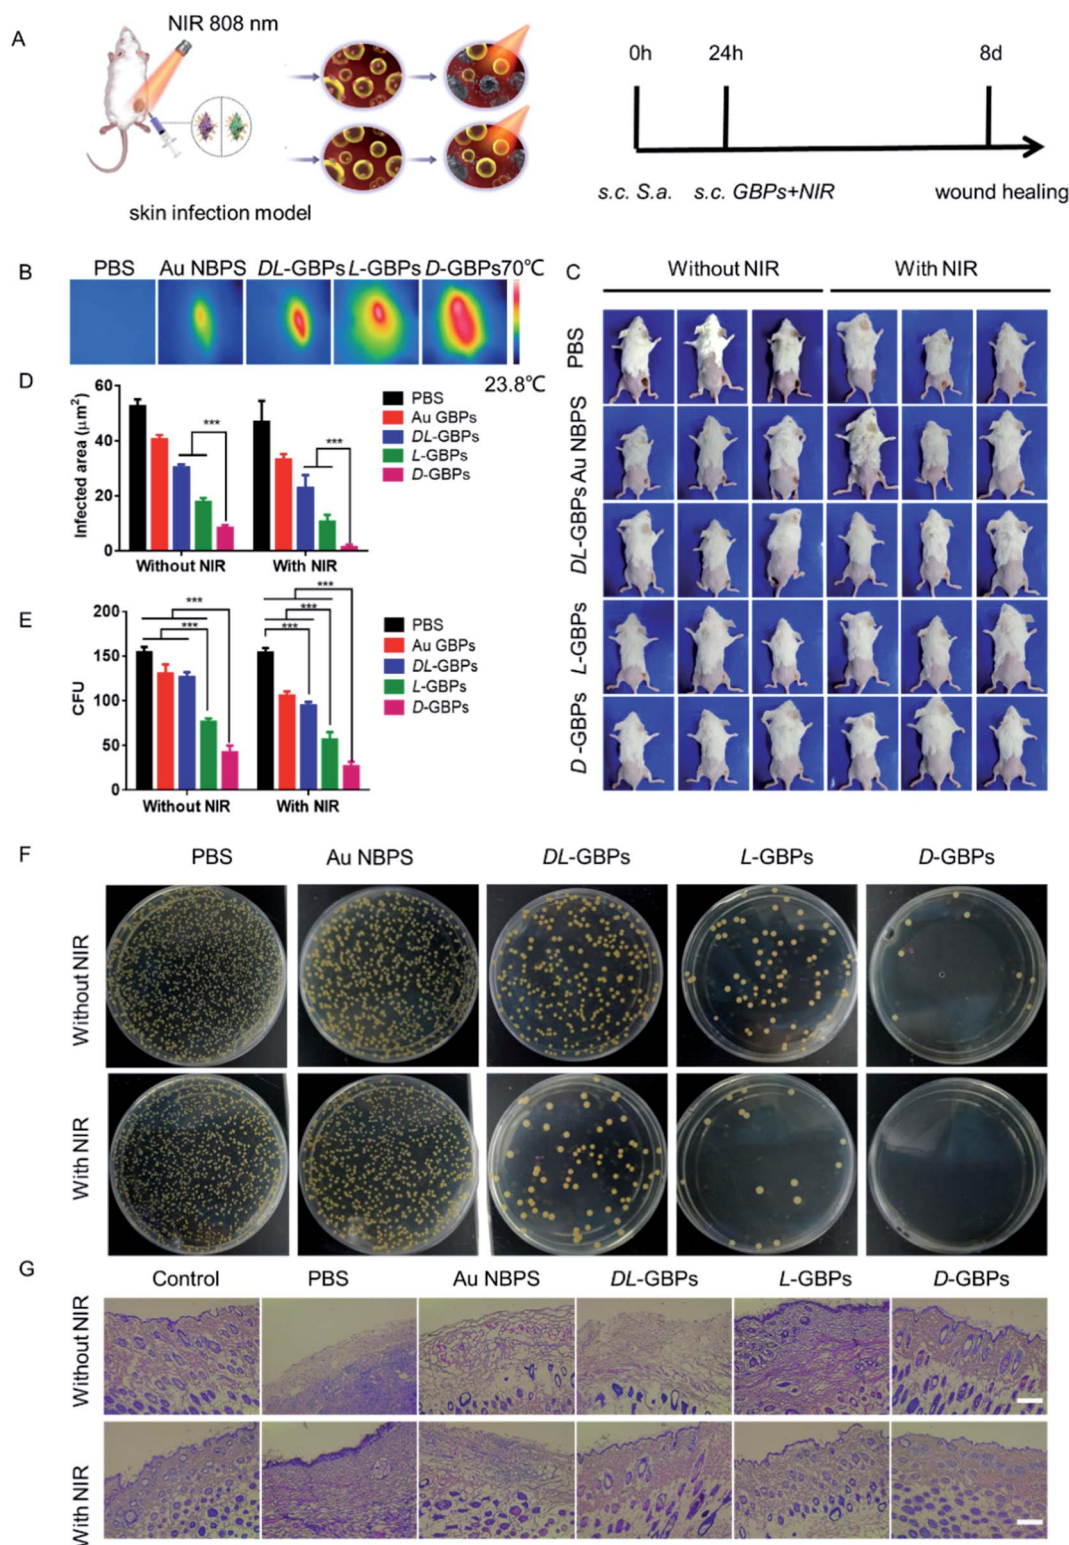 A
NIR 808 nm
skin infection model
0h 24h 8d
s.c. S.a. s.c. GBPs+NIR wound healing
B
PBS Au NBPS DL-GBPs L-GBPs D-GBPs 70℃
23.8℃
C
Without NIR With NIR
PBS
Au NBPS
DL-GBPs
L-GBPs
D -GBPs
D
Infected area (μm²)
60
40
20
0
***
***
Without NIR With NIR
PBS
Au GBPs
DL-GBPs
L-GBPs
D-GBPs
E
CFU
200
150
100
50
0
***
***
***
***
***
Without NIR With NIR
PBS
Au GBPs
DL-GBPs
L-GBPs
D-GBPs
F
PBS Au NBPS DL-GBPs L-GBPs D-GBPs
Without NIR
With NIR
G
Control PBS Au NBPS DL-GBPs L-GBPs D-GBPs
Without NIR
With NIR